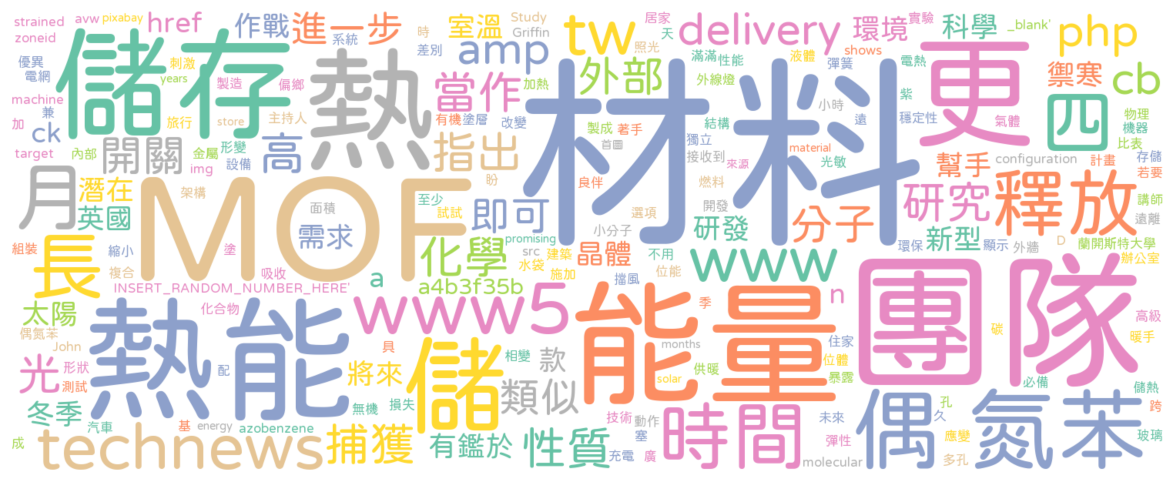 strained avw pixabay href 作戰 進一步 室溫 Study Griffin 時 居家 天 tw delivery 環境 實驗 科學 _blank' php
zoneid 優異 電網 系統 差別 amp 照光 外部 滿滿 性能 shows 彈簧 更 禦寒 cb
儲存 刺激 years 製造 偏鄉 熱 當作 加熱 外線燈 液體 電熱 紫 四 物理 機器 比表
machine 兼 加 ck 旅行 store 主持人 有機 塗層 改變 製成 著手 結構 獨立 小時 遠 穩定性 氣體
target 內部 金屬 形變 設備 img 開關 高 指出 首圖 材料 接收到 來源 material 光敏 幫手 configuration 計畫 存儲 若要
月 潛在 英國 架構 MOF 面積 需求 至少 試試 盼 即可 良伴 選項 燃料 開發 研發 分子 研究 釋放 講師 遠離
組裝 長 縮小 複合 塗 吸收 化學 promising 小分子 src 水袋 建築 施加 晶體 不用 位能 www 環保 新型 顯示 外牆 D 蘭開斯特大學 辦公室
INSERT_RANDOM_NUMBER_HERE' a a4b3f35b 擋風
太陽 偶氮苯 John 化合物 熱能 www5 能量 季 n 團隊 碳 高級 暖手
光 形狀 測試 具 配 將來 儲 相變 款 months solar 供暖 住家 位體 暴露 必備 儲熱 跨
冬季 汽車 基 energy azobenzene 無機 損失 類似 技術 動作 時間 未來 彈性 偶氮苯 孔 久 應變 玻璃
成 technews 捕獲 有鑑於 性質 塞 充電 廣 molecular 多孔